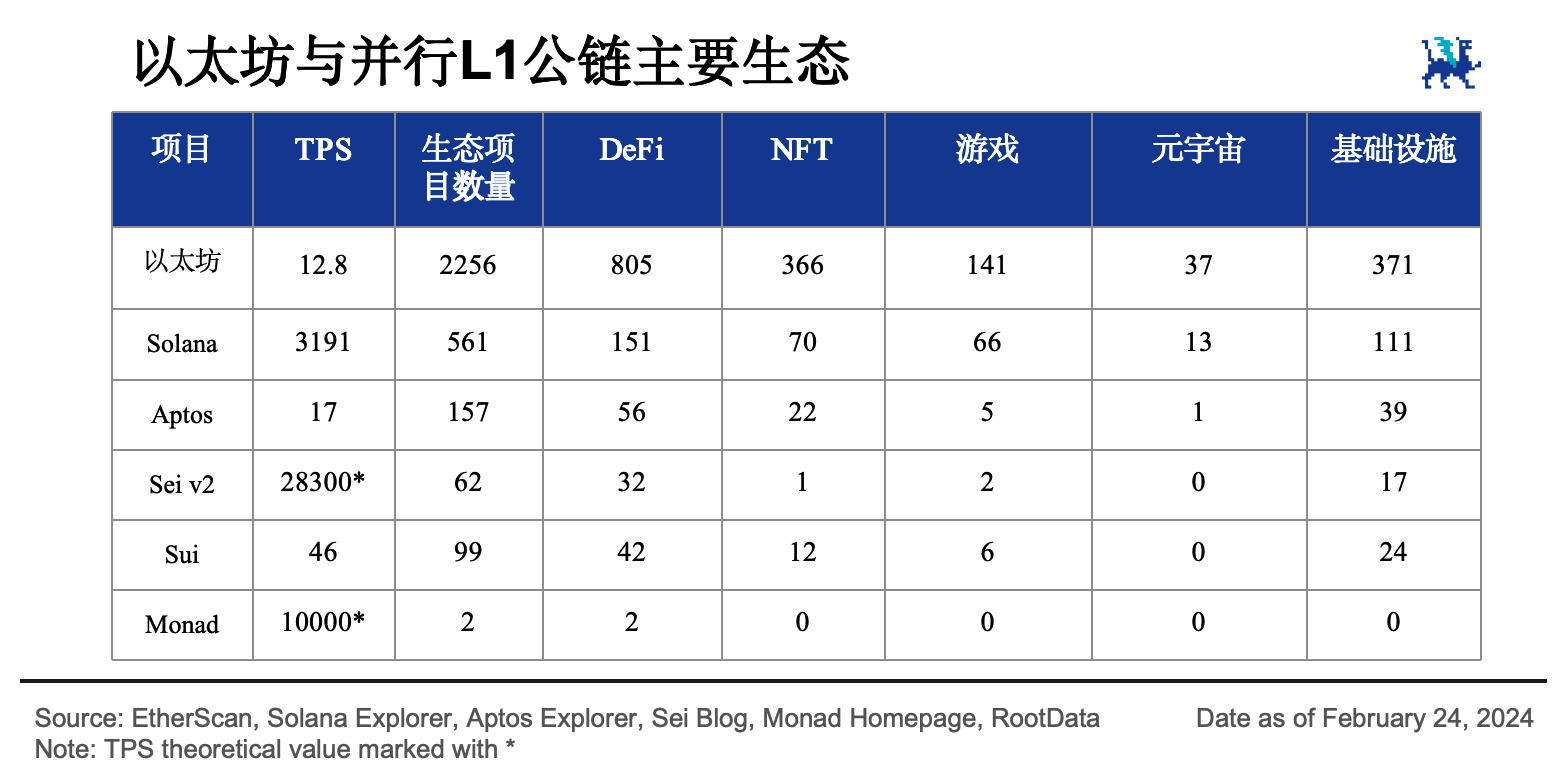 以太坊与并行L1公链主要生态
项目 TPS 生态项目数量 DeFi NFT 游戏 元宇宙 基础设施
以太坊 12.8 2256 805 366 141 37 371
Solana 3191 561 151 70 66 13 111
Aptos 17 157 56 22 5 1 39
Sei v2 28300* 62 32 1 2 0 17
Sui 46 99 42 12 6 0 24
Monad 10000* 2 2 0 0 0 0
Source: EtherScan, Solana Explorer, Aptos Explorer, Sei Blog, Monad Homepage, RootData Date as of February 24, 2024
Note: TPS theoretical value marked with *